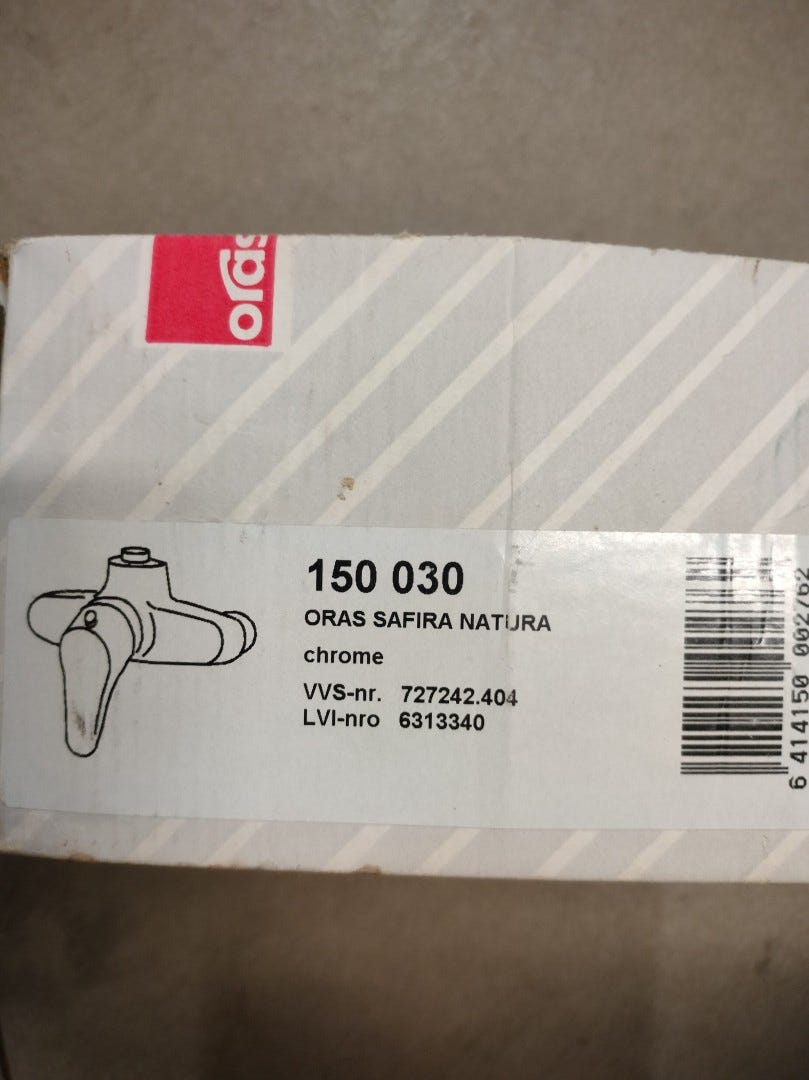 oras
150 030
ORAS SAFIRA NATURA
chrome
VVS-nr. 727242.404
LVI-nro 6313340
6 414150 002762